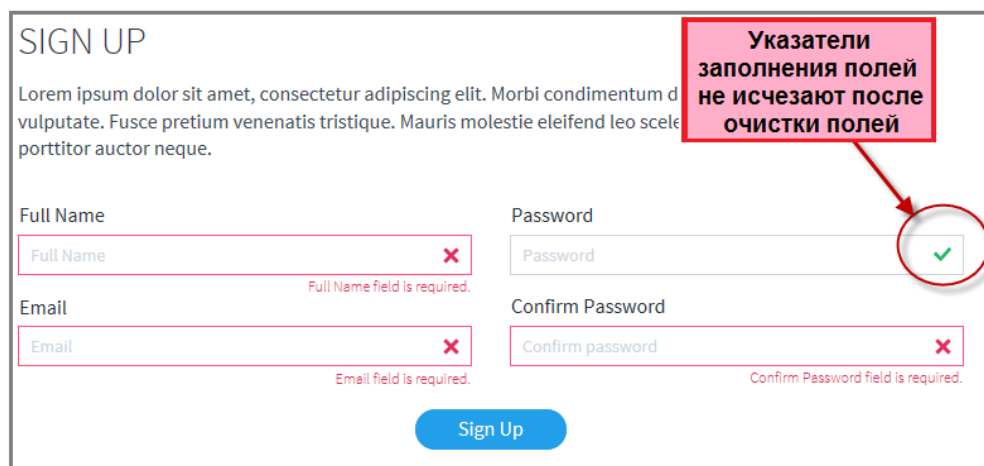 SIGN UP
Указатели
заполнения полей
не исчезают после
очистки полей
Lorem ipsum dolor sit amet, consectetur adipiscing elit. Morbi condimentum
vulputate. Fusce pretium venenatis tristique. Mauris molestie eleifend leo
porttitor auctor neque.
Full Name
Full Name
Full Name field is required.
Email
Email
Email field is required.
Password
Password
Confirm Password
Confirm password
Confirm Password field is required.
Sign Up